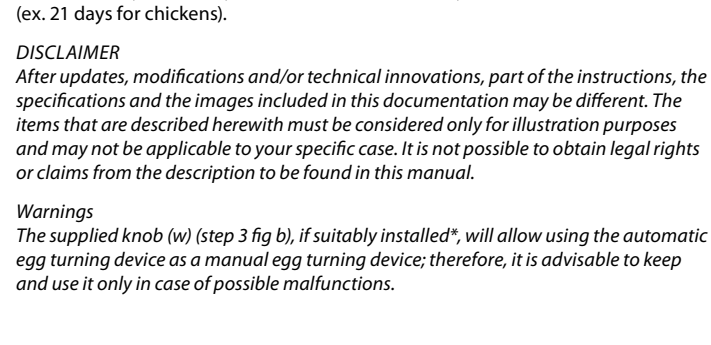 (ex. 21 days for chickens).
DISCLAIMER
After updates, modifications and/or technical innovations, part of the instructions, the
specifications and the images included in this documentation may be different. The
items that are described herewith must be considered only for illustration purposes
and may not be applicable to your specific case. It is not possible to obtain legal rights
or claims from the description to be found in this manual.
Warnings
The supplied knob (w) (step 3 fig b), if suitably installed*, will allow using the automatic
egg turning device as a manual egg turning device; therefore, it is advisable to keep
and use it only in case of possible malfunctions.